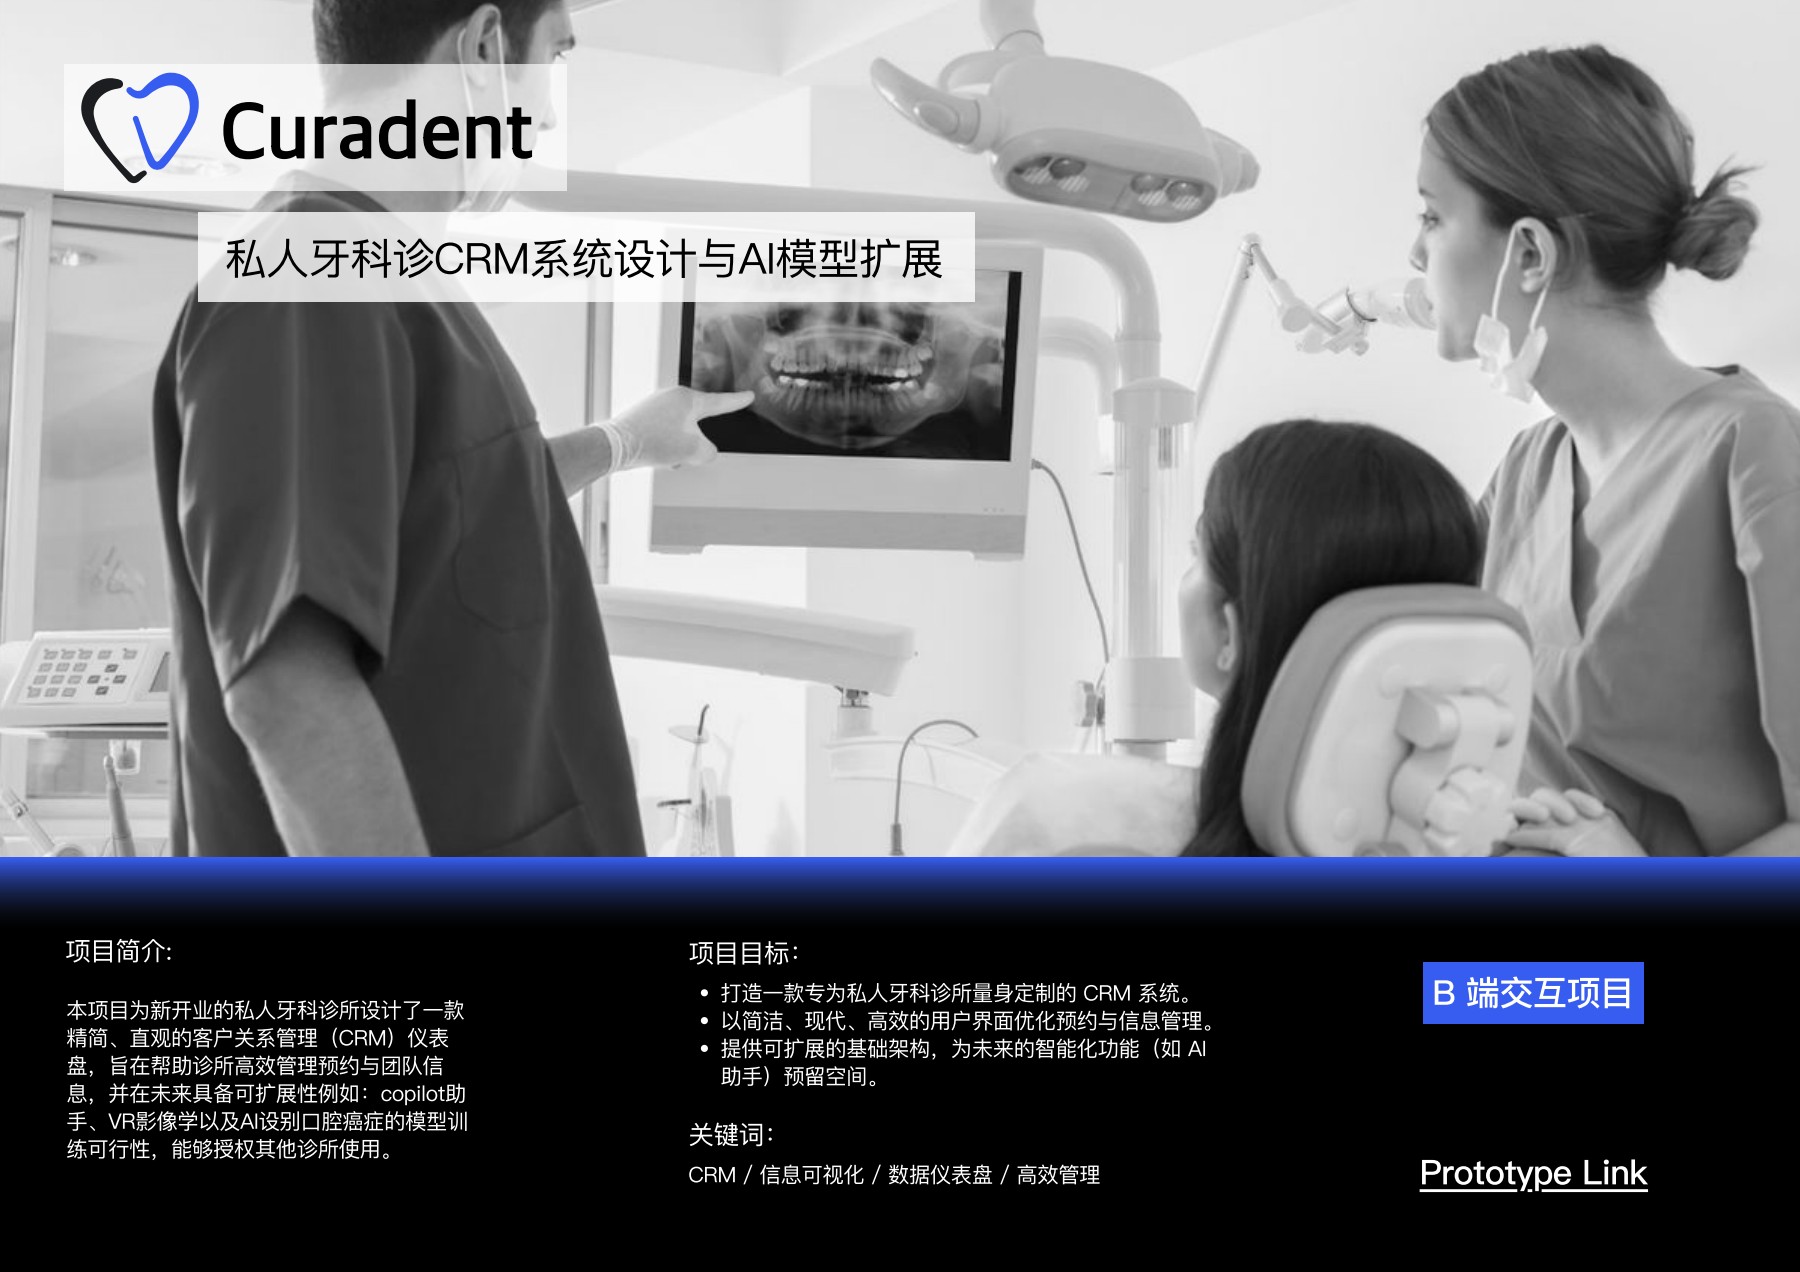 Curadent
私人牙科诊CRM系统设计与AI模型扩展
项目简介:
本项目为新开业的私人牙科诊所设计了一款
精简、直观的客户关系管理（CRM）仪表
盘，旨在帮助诊所高效管理预约与团队信
息，并在未来具备可扩展性例如：copilot助
手、VR影像学以及AI设别口腔癌症的模型训
练可行性，能够授权其他诊所使用。
项目目标：
• 打造一款专为私人牙科诊所量身定制的 CRM 系统。
• 以简洁、现代、高效的用户界面优化预约与信息管理。
• 提供可扩展的基础架构，为未来的智能化功能（如 AI
助手）预留空间。
关键词：
CRM / 信息可视化 / 数据仪表盘 / 高效管理
B 端交互项目
Prototype Link